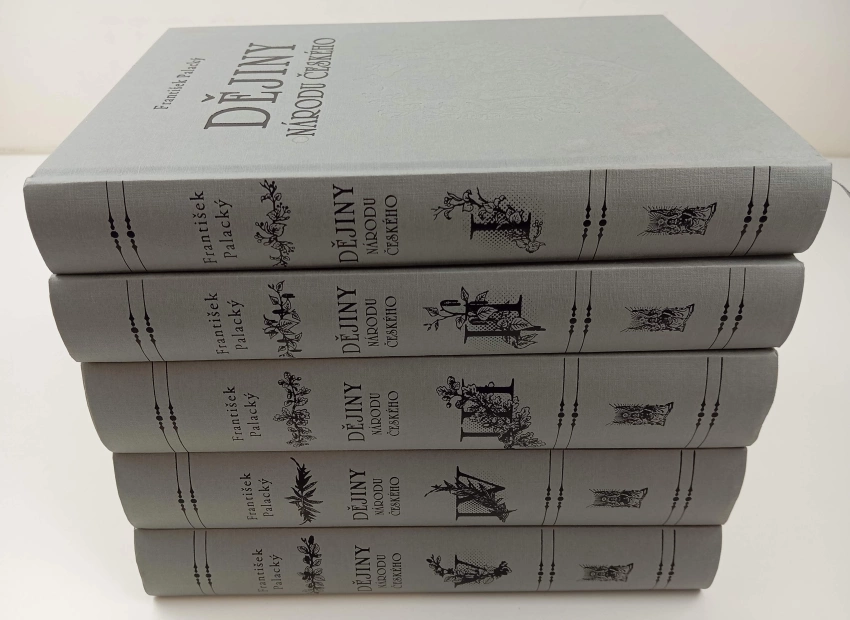 František Palacký
DĚJINY
NÁRODU ČESKÉHO
František
Palacký
DĚJINY
NÁRODU
ČESKÉHO
I
František
Palacký
DĚJINY
NÁRODU
ČESKÉHO
II
František
Palacký
DĚJINY
NÁRODU
ČESKÉHO
III
František
Palacký
DĚJINY
NÁRODU
ČESKÉHO
IV
František
Palacký
DĚJINY
NÁRODU
ČESKÉHO
V